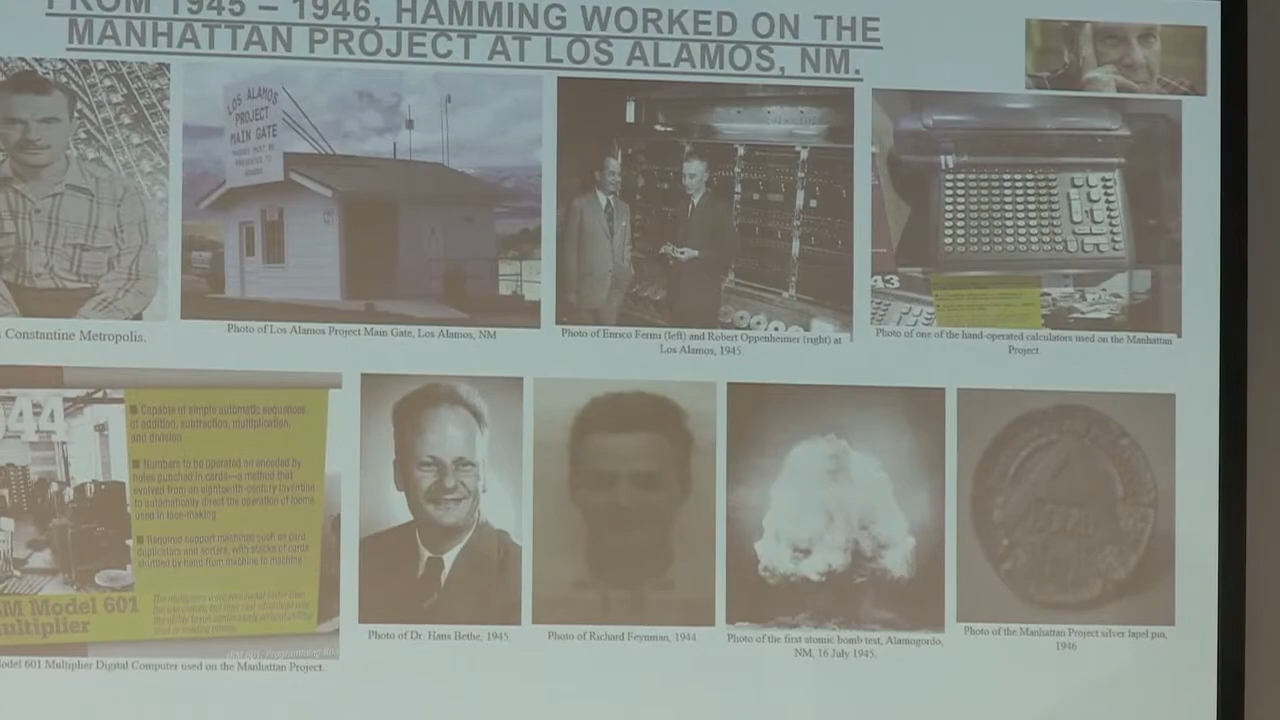 FROM 1945 – 1946, HAMMING WORKED ON THE
MANHATTAN PROJECT AT LOS ALAMOS, NM.
LOS ALAMOS
PROJECT
MAIN GATE
Constantine Metropolis.
Photo of Los Alamos Project Main Gate, Los Alamos, NM
Photo of Enrico Fermi (left) and Robert Oppenheimer (right) at
Los Alamos, 1945.
43
Photo of one of the hand-operated calculators used on the Manhattan
Project.
944
■ Capable of simple automatic sequences
of addition, subtraction, multiplication,
and division
■ Numbers to be operated on encoded by
holes punched in cards—a method that
evolved from an eighteenth-century invention
to automatically direct the operation of looms
used in lace-making
■ Required support machines such as card
duplicators and sorters, with stacks of cards
shuttled by hand from machine to machine
M Model 601
ultiplier
odel 601 Multiplier Digital Computer used on the Manhattan Project.
Photo of Dr. Hans Bethe, 1945.
Photo of Richard Feynman, 1944
Photo of the first atomic bomb test, Alamogordo,
NM, 16 July 1945.
Photo of the Manhattan Project silver lapel pin,
1946